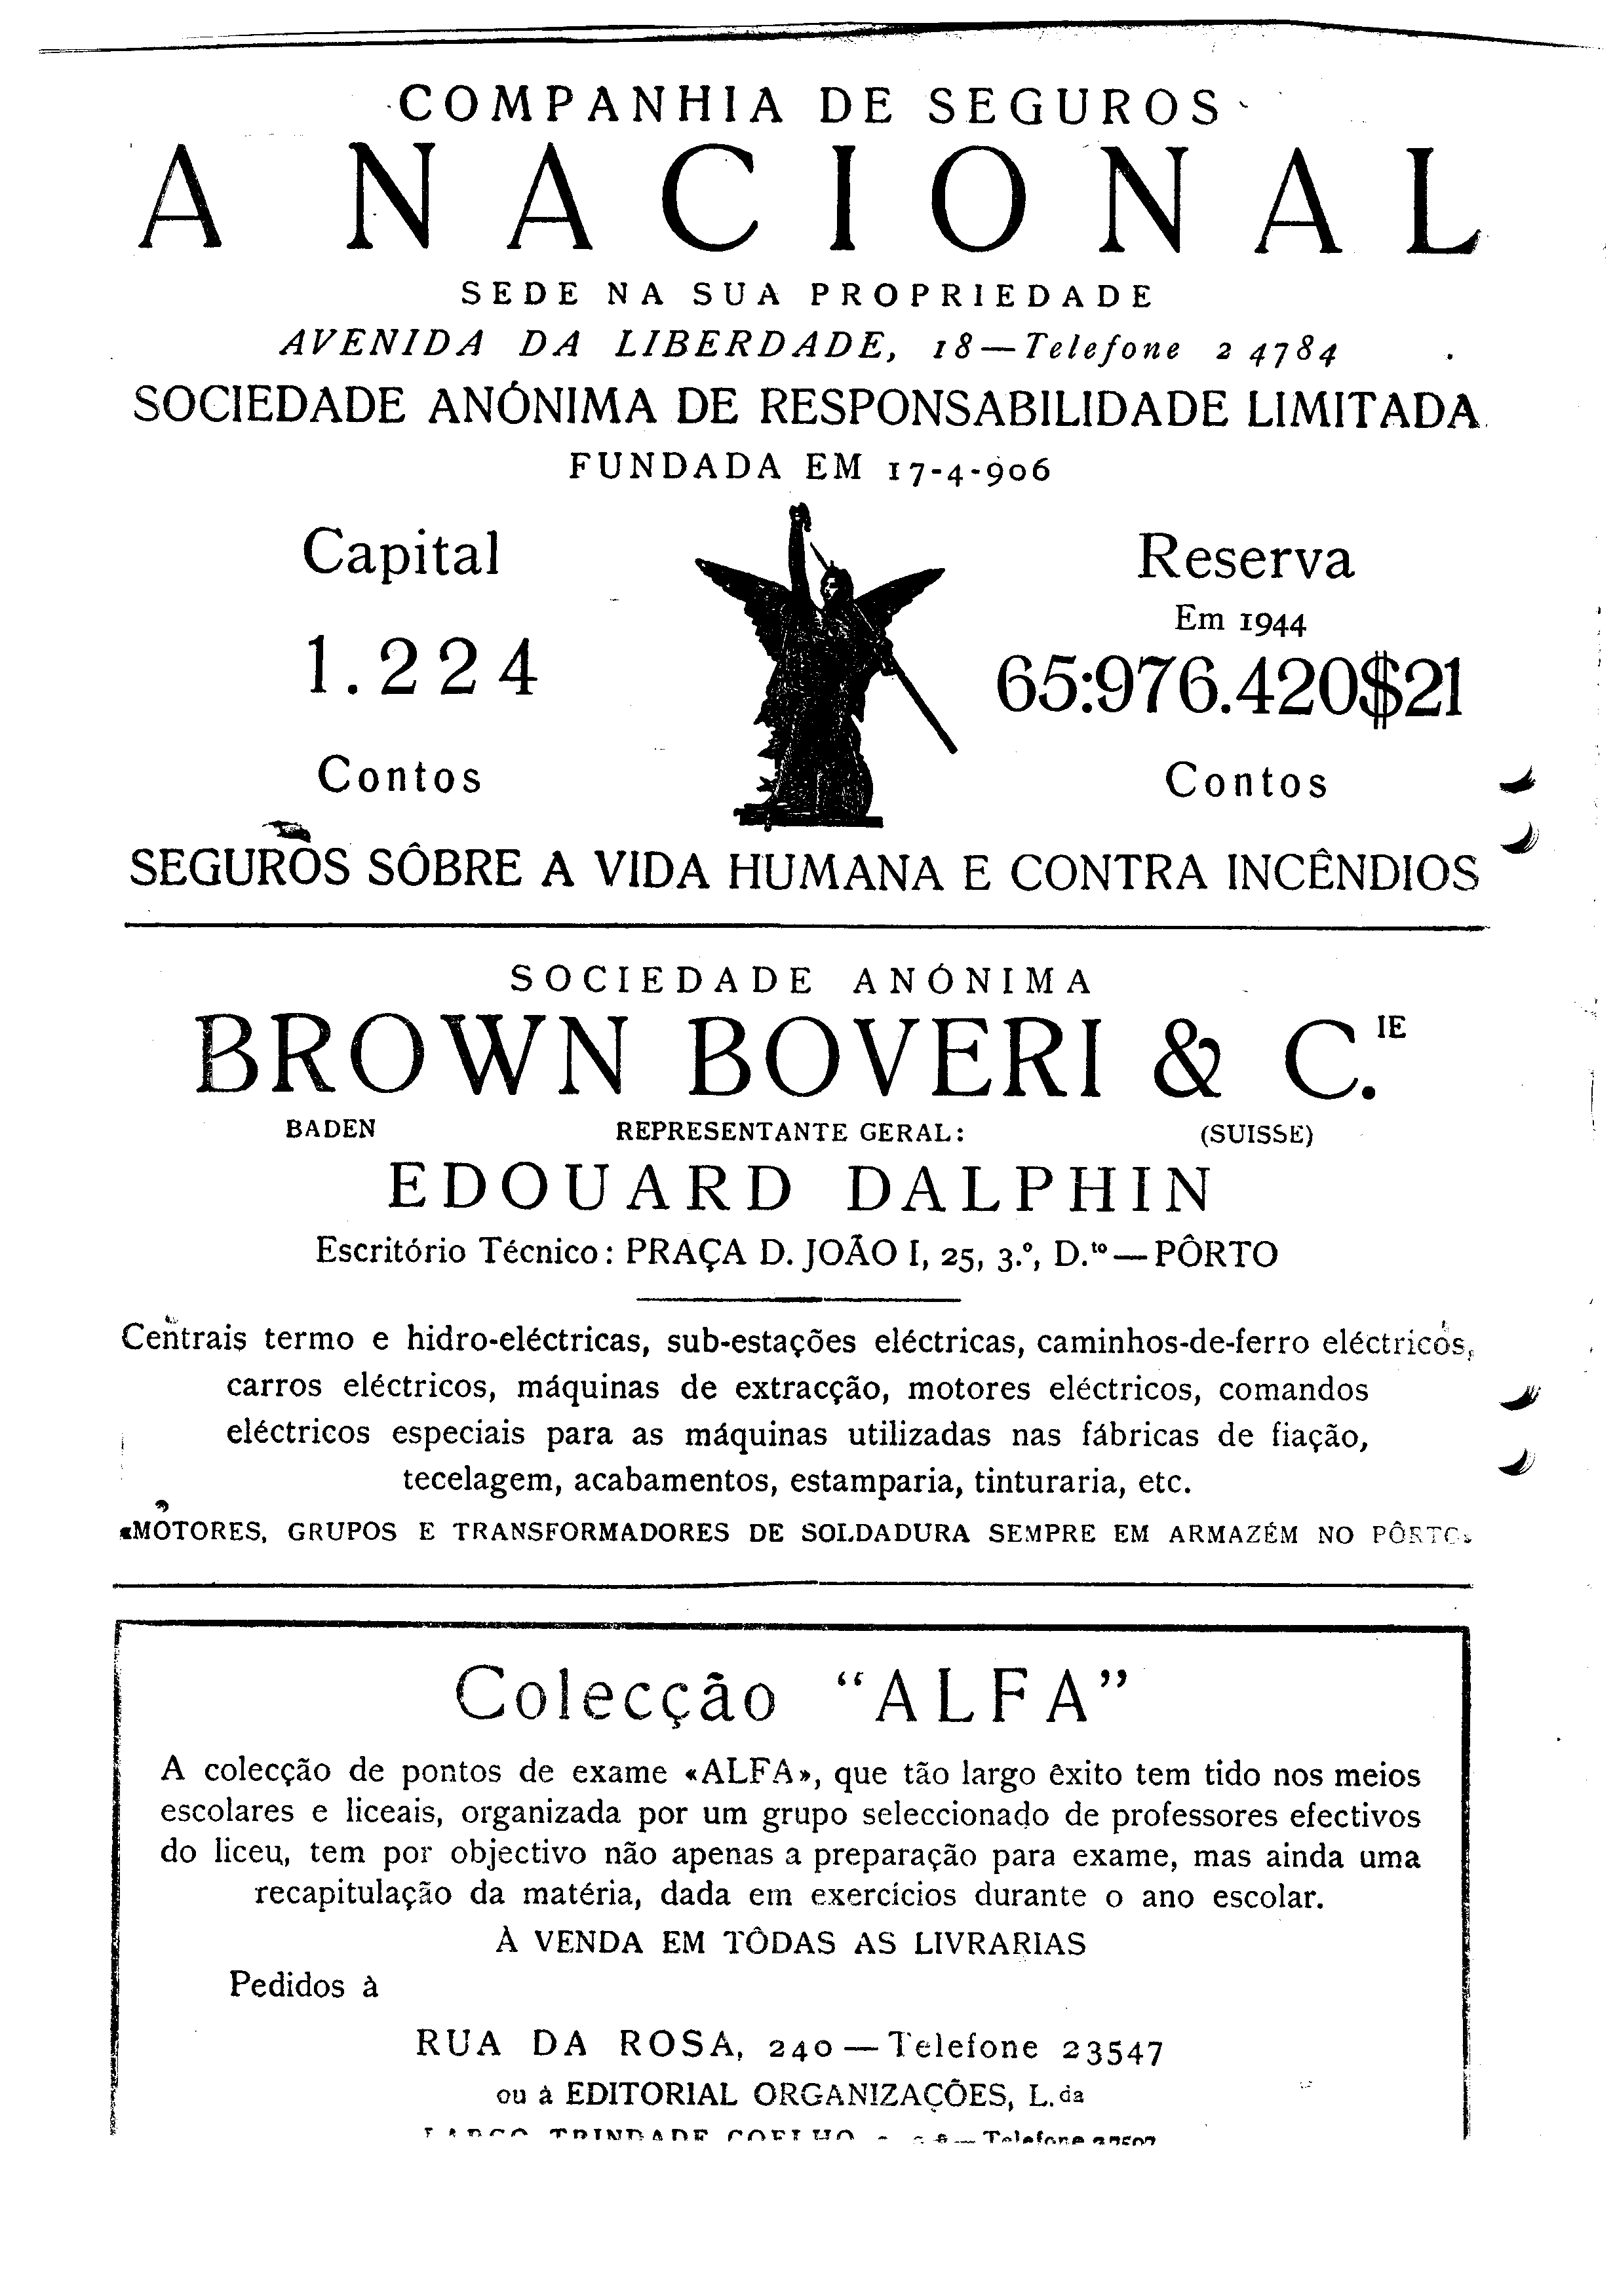 COMPANHIA DE SEGUROS
A NACIONAL
SEDE NA SUA PROPRIEDADE
AVENIDA DA LIBERDADE, 18—Telefone 2 4784
SOCIEDADE ANÓNIMA DE RESPONSABILIDADE LIMITADA
FUNDADA EM 17-4-906
Capital
1.224
Contos
Reserva
Em 1944
65:976.420$21
Contos
SEGUROS SÔBRE A VIDA HUMANA E CONTRA INCÊNDIOS
SOCIEDADE ANÓNIMA
BROWN BOVERI & C.IE
BADEN REPRESENTANTE GERAL: (SUISSE)
EDOUARD DALPHIN
Escritório Técnico: PRAÇA D. JOÃO I, 25, 3.º, D.to—PÔRTO
Centrais termo e hidro-eléctricas, sub-estações eléctricas, caminhos-de-ferro eléctricos,
carros eléctricos, máquinas de extracção, motores eléctricos, comandos
eléctricos especiais para as máquinas utilizadas nas fábricas de fiação,
tecelagem, acabamentos, estamparia, tinturaria, etc.
«MOTORES, GRUPOS E TRANSFORMADORES DE SOLDADURA SEMPRE EM ARMAZÉM NO PÔRTO»
Colecção “ALFA”
A colecção de pontos de exame «ALFA», que tão largo êxito tem tido nos meios
escolares e liceais, organizada por um grupo seleccionado de professores efectivos
do liceu, tem por objectivo não apenas a preparação para exame, mas ainda uma
recapitulação da matéria, dada em exercícios durante o ano escolar.
À VENDA EM TÔDAS AS LIVRARIAS
Pedidos à
RUA DA ROSA, 240—Telefone 23547
ou à EDITORIAL ORGANIZAÇÕES, L.da
LARGO TRINDADE COELHO Telefone